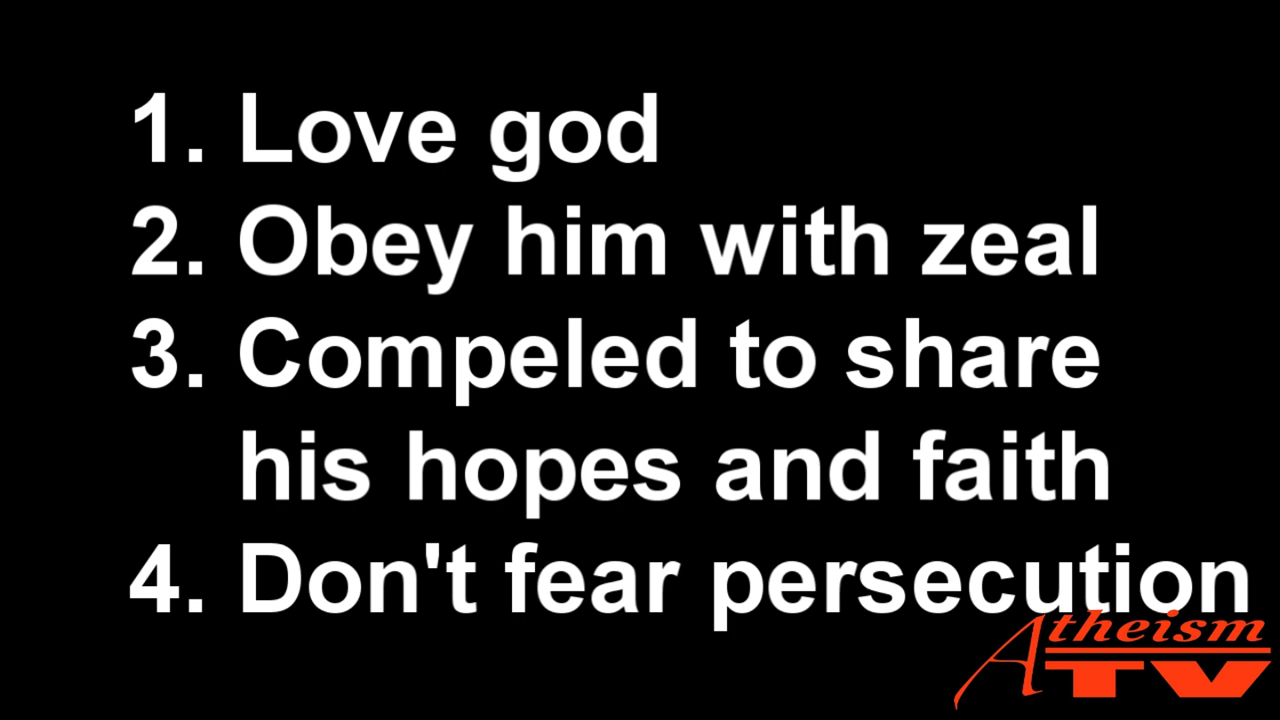 1. Love god
2. Obey him with zeal
3. Compeled to share
his hopes and faith
4. Don't fear persecution
Atheism
TV